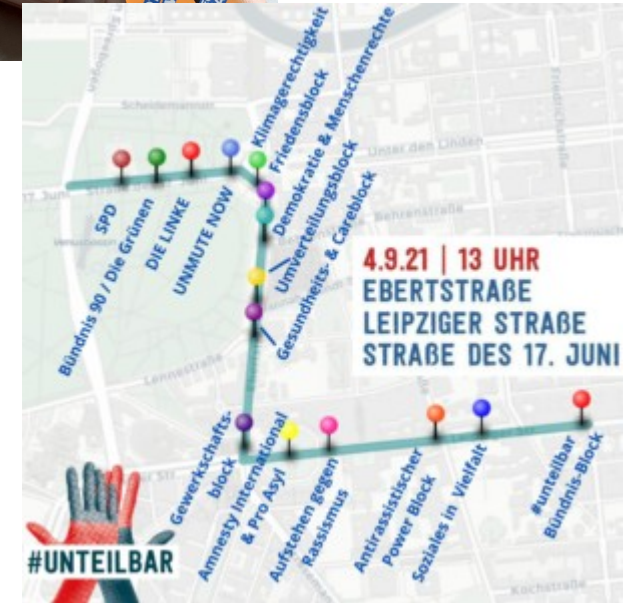 Klimagerechtigkeit
Friedensblock
Demokratie & Menschenrechte
Umverteilungsblock
Gesundheits- & Careblock
Scheidemannstr.
Unter den Linden
Friedrichstraße
17. Juni
Behrenstraße
SPD
Bündnis 90 / Die Grünen
DIE LINKE
UNMUTE NOW
4.9.21 | 13 UHR
EBERTSTRAßE
LEIPZIGER STRAßE
STRAßE DES 17. JUNI
Lennéstraße
Gewerkschafts-
block
Amnesty International
& Pro Asyl
Aufstehen gegen
Rassismus
Antirassistischer
Power Block
Soziales in Vielfalt
#unteilbar
Bündnis-Block
#UNTEILBAR
Kochstraße